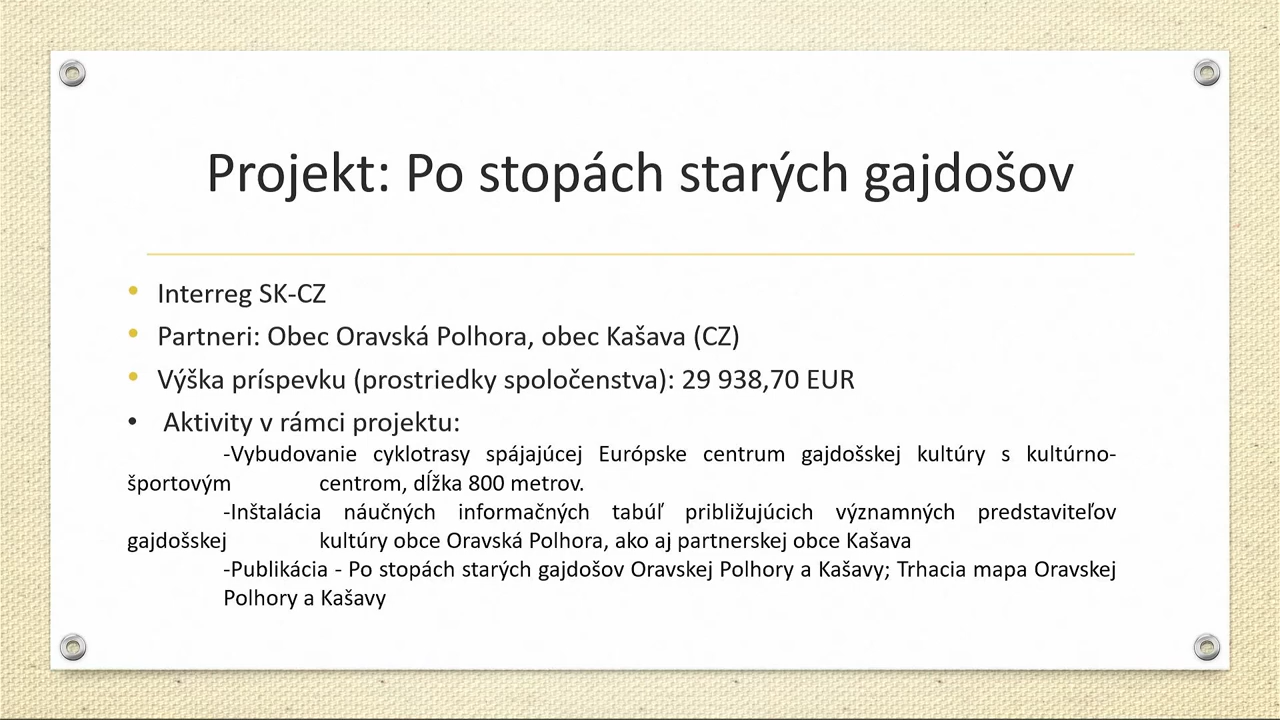 Projekt: Po stopách starých gajdošov
• Interreg SK-CZ
• Partneri: Obec Oravská Polhora, obec Kašava (CZ)
• Výška príspevku (prostriedky spoločenstva): 29 938,70 EUR
• Aktivity v rámci projektu:
-Vybudovanie cyklotrasy spájajúcej Európske centrum gajdošskej kultúry s kultúrno-
športovým centrom, dĺžka 800 metrov.
-Inštalácia náučných informačných tabúľ približujúcich významných predstaviteľov
gajdošskej kultúry obce Oravská Polhora, ako aj partnerskej obce Kašava
-Publikácia - Po stopách starých gajdošov Oravskej Polhory a Kašavy; Trhacia mapa Oravskej
Polhory a Kašavy